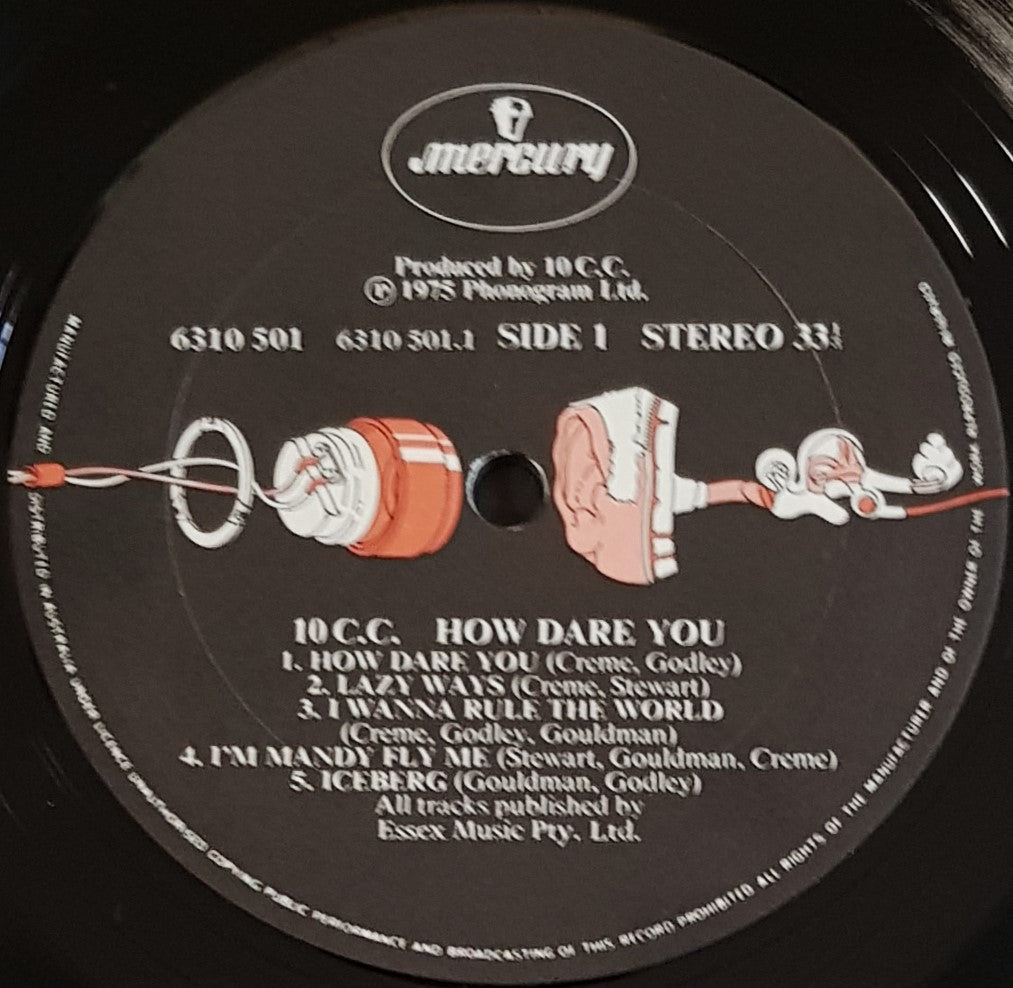 mercury
Produced by 10 C.C.
Ⓟ 1975 Phonogram Ltd.
6310 501 6310 501.1 SIDE 1 STEREO 33⅓
10 C.C. HOW DARE YOU
1. HOW DARE YOU (Creme, Godley)
2. LAZY WAYS (Creme, Stewart)
3. I WANNA RULE THE WORLD
(Creme, Godley, Gouldman)
4. I'M MANDY FLY ME (Stewart, Gouldman, Creme)
5. ICEBERG (Gouldman, Godley)
All tracks published by
Essex Music Pty. Ltd.
MANUFACTURED AND DISTRIBUTED IN AUSTRALIA UNDER LICENCE UNAUTHORISED COPYING PUBLIC PERFORMANCE AND BROADCASTING OF THIS RECORD PROHIBITED ALL RIGHTS OF THE MANUFACTURER AND OF THE OWNER OF THE WORK REPRODUCED RESERVED